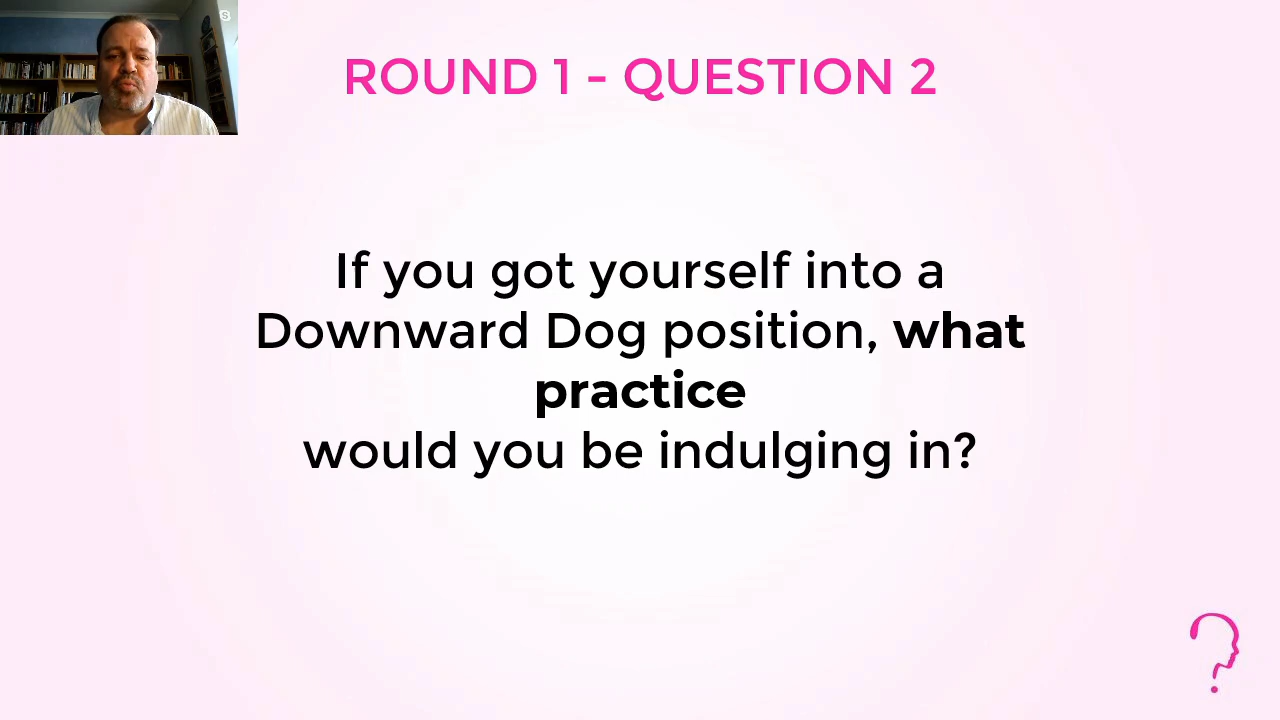 ROUND 1 - QUESTION 2
If you got yourself into a
Downward Dog position, what
practice
would you be indulging in?